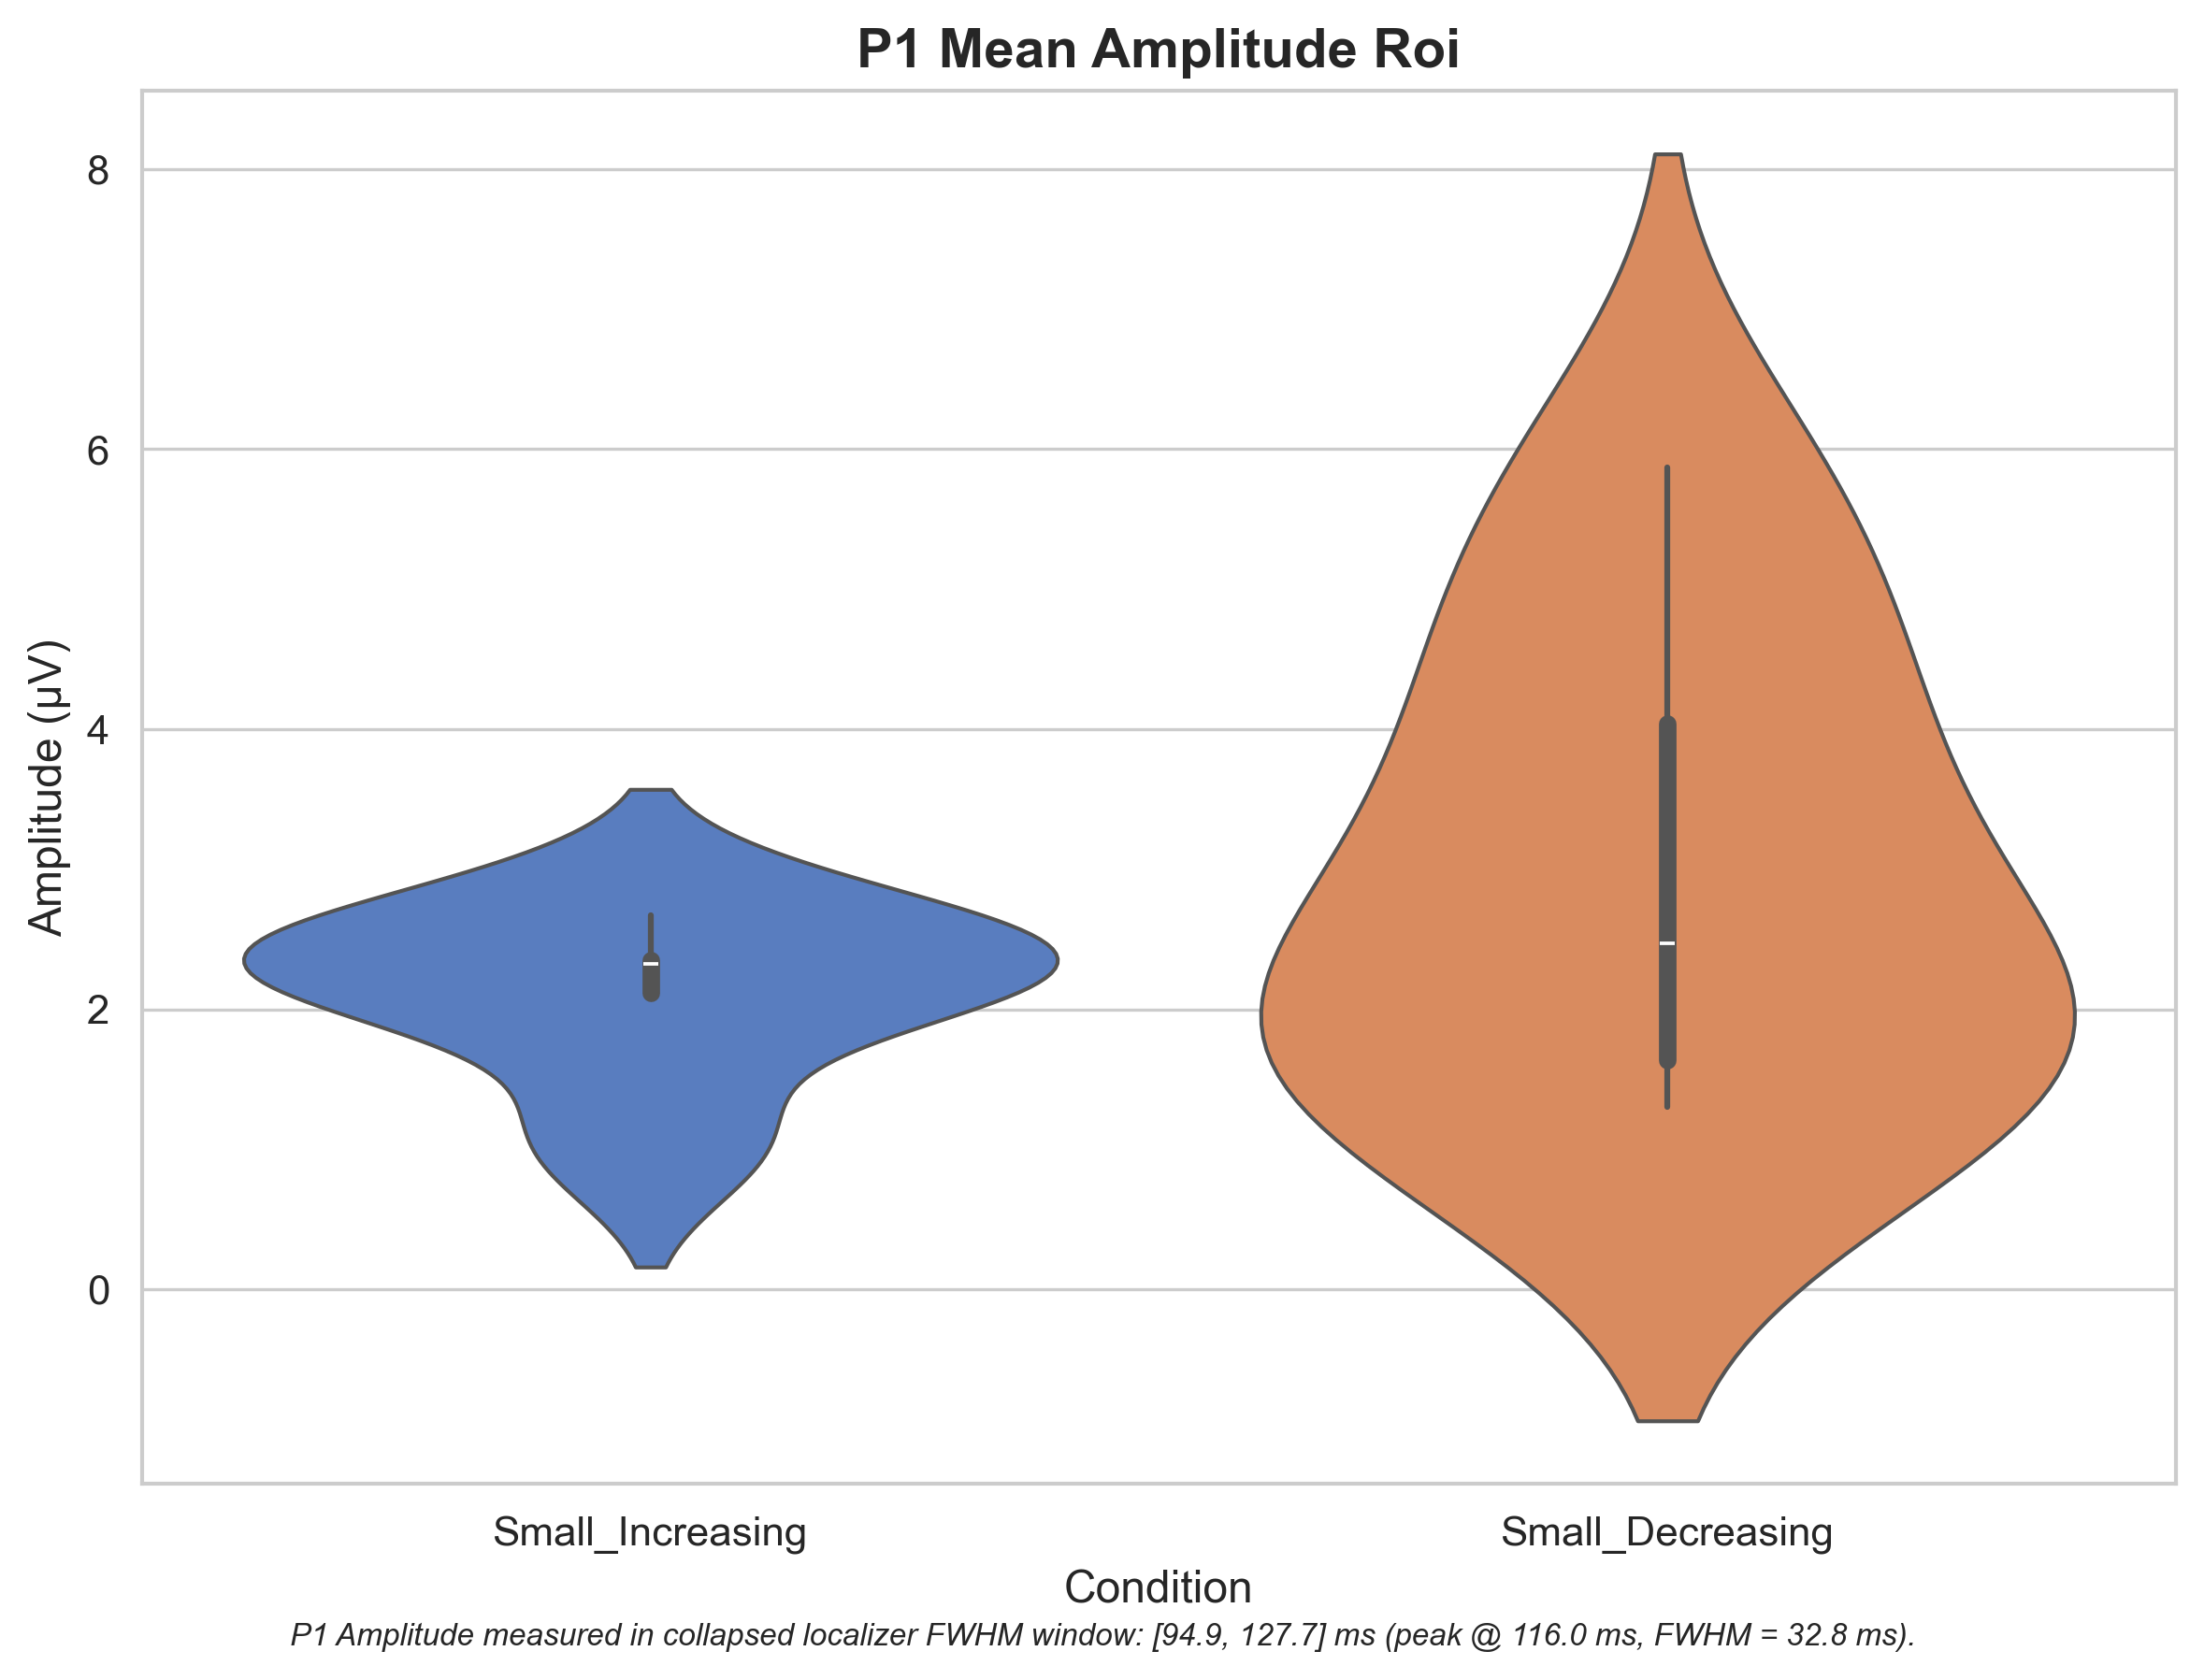 P1 Mean Amplitude Roi
8
6
4
2
0
Amplitude (µV)
Small_Increasing
Small_Decreasing
Condition
P1 Amplitude measured in collapsed localizer FWHM window: [94.9, 127.7] ms (peak @ 116.0 ms, FWHM = 32.8 ms).